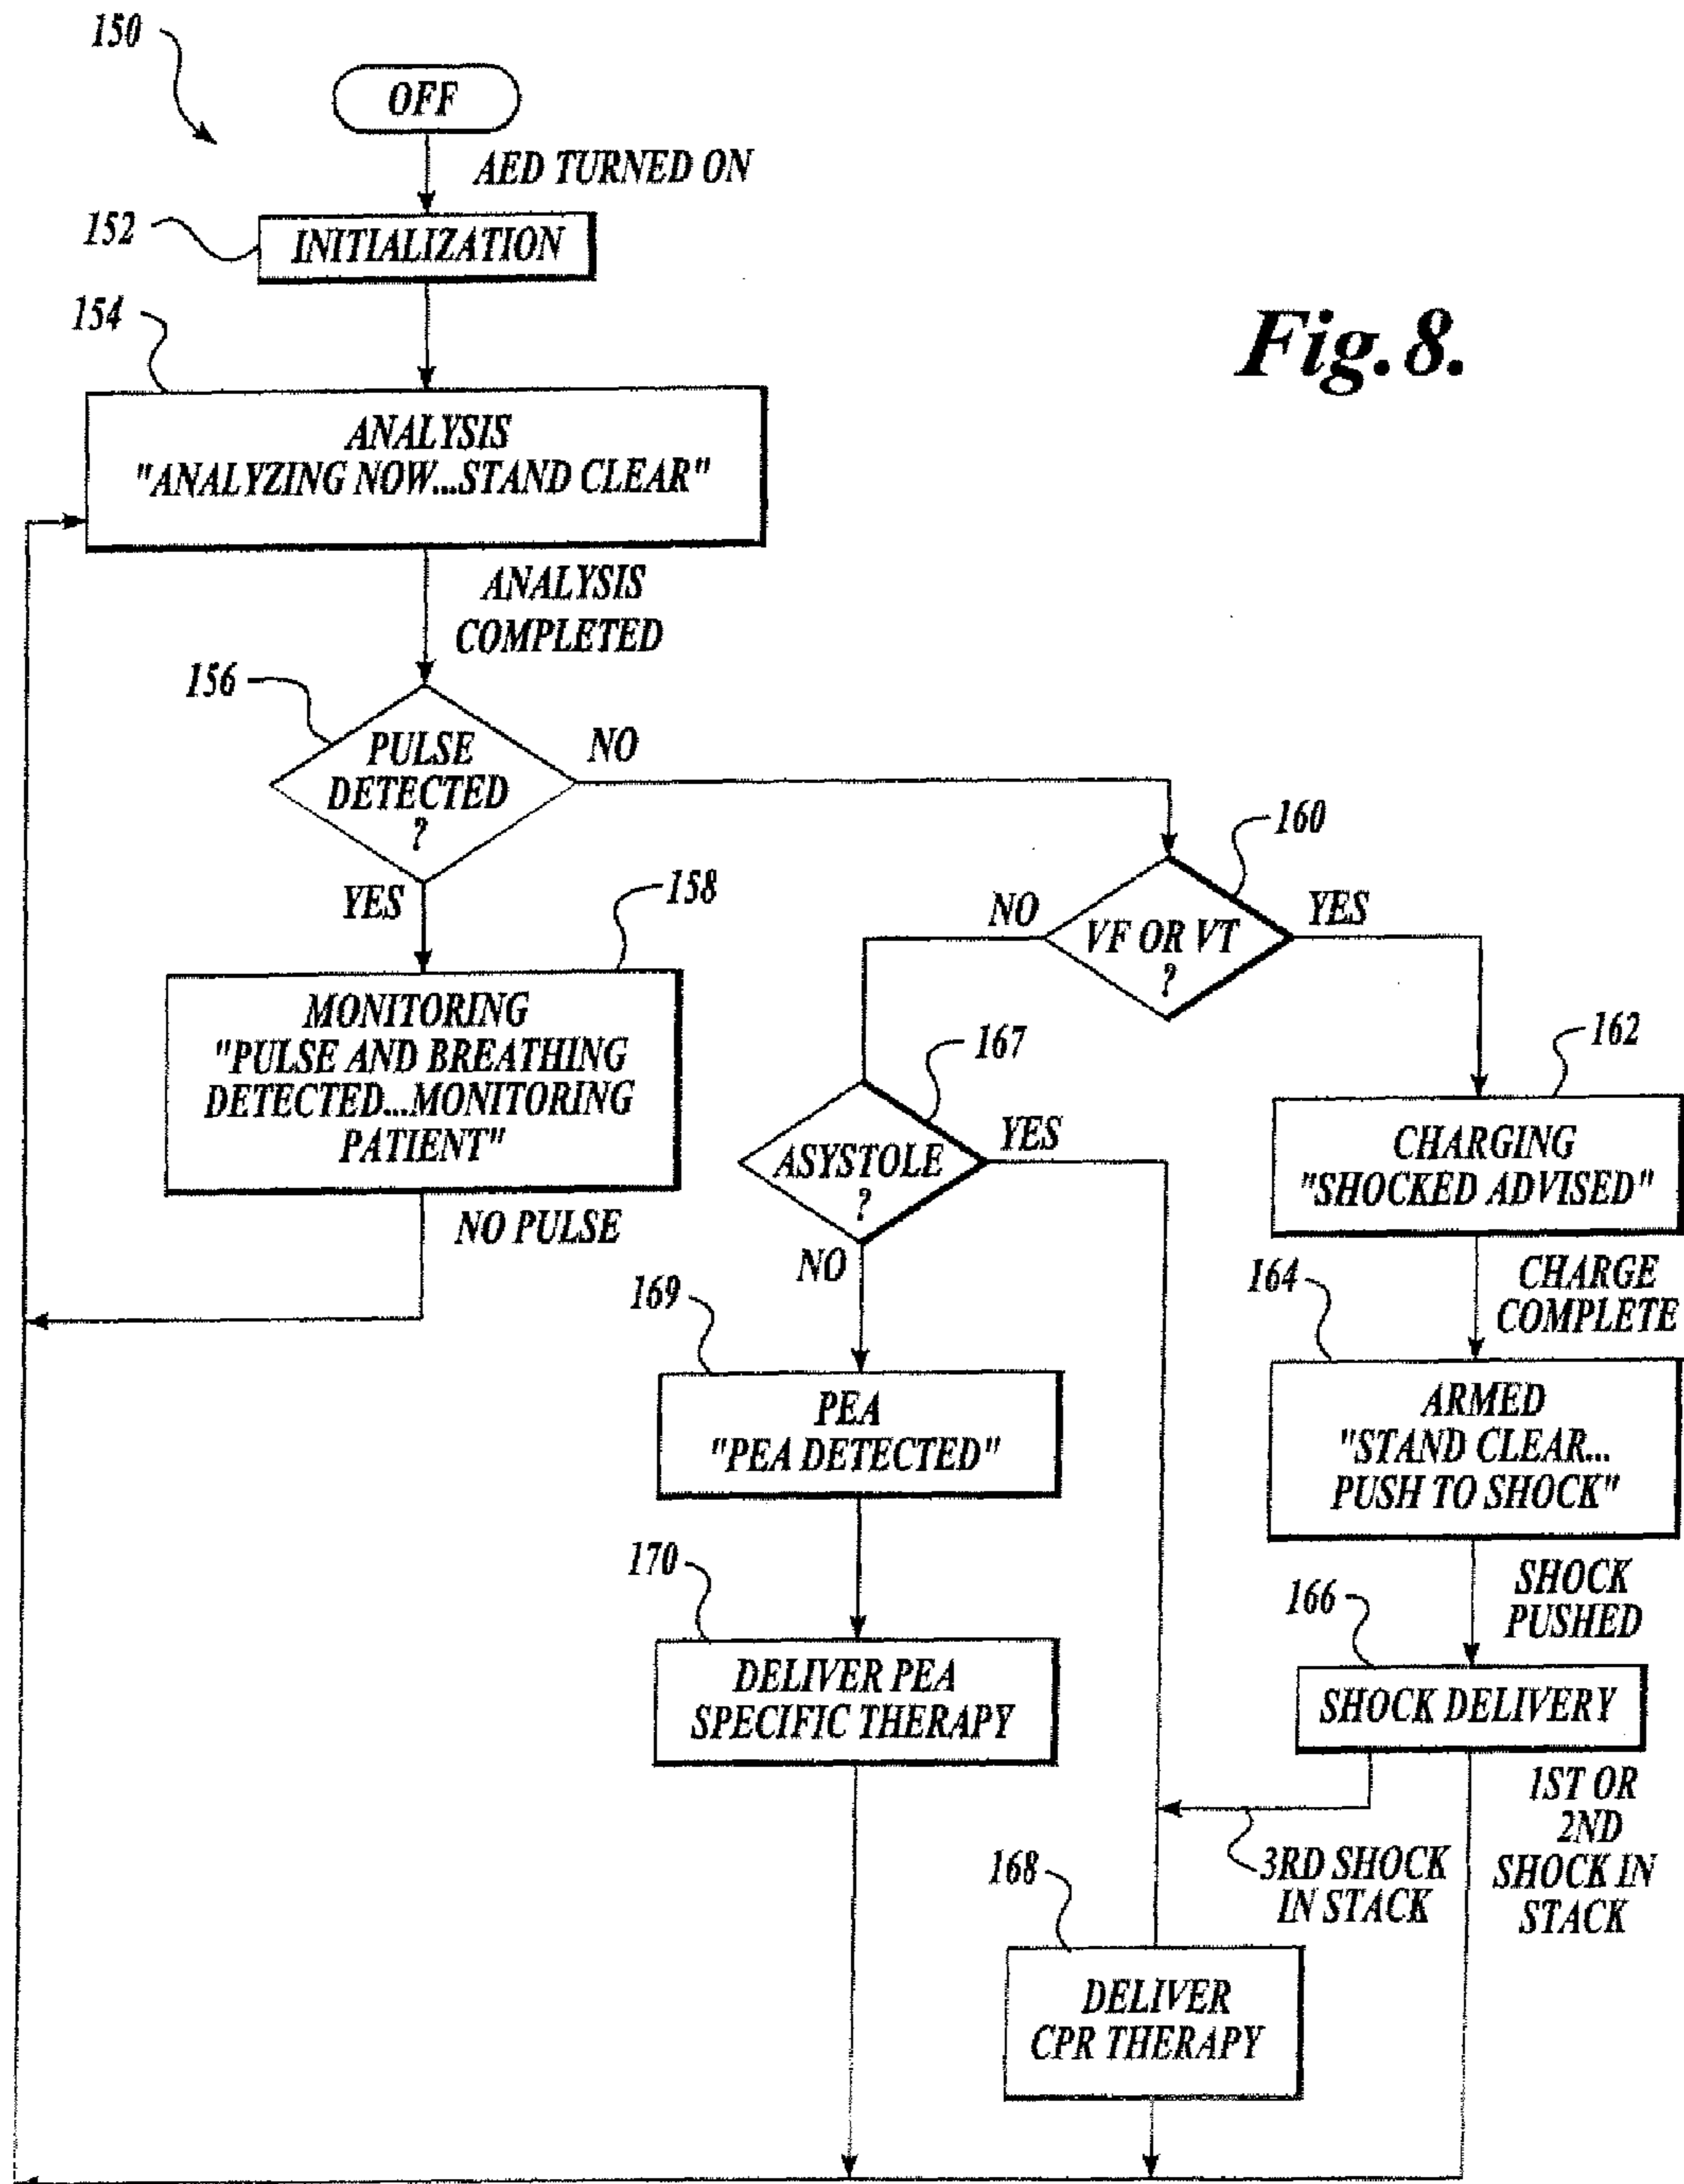 150
OFF
AED TURNED ON
152
INITIALIZATION
154
Fig. 8.
ANALYSIS
"ANALYZING NOW...STAND CLEAR"
ANALYSIS
COMPLETED
156
PULSE
DETECTED
?
NO
YES
158
160
VF OR VT
?
NO
YES
MONITORING
"PULSE AND BREATHING
DETECTED...MONITORING
PATIENT"
NO PULSE
167
ASYSTOLE
?
YES
NO
162
CHARGING
"SHOCKED ADVISED"
CHARGE
COMPLETE
164
ARMED
"STAND CLEAR...
PUSH TO SHOCK"
SHOCK
PUSHED
169
PEA
"PEA DETECTED"
170
DELIVER PEA
SPECIFIC THERAPY
166
SHOCK DELIVERY
1ST OR
2ND
SHOCK IN
STACK
3RD SHOCK
IN STACK
168
DELIVER
CPR THERAPY